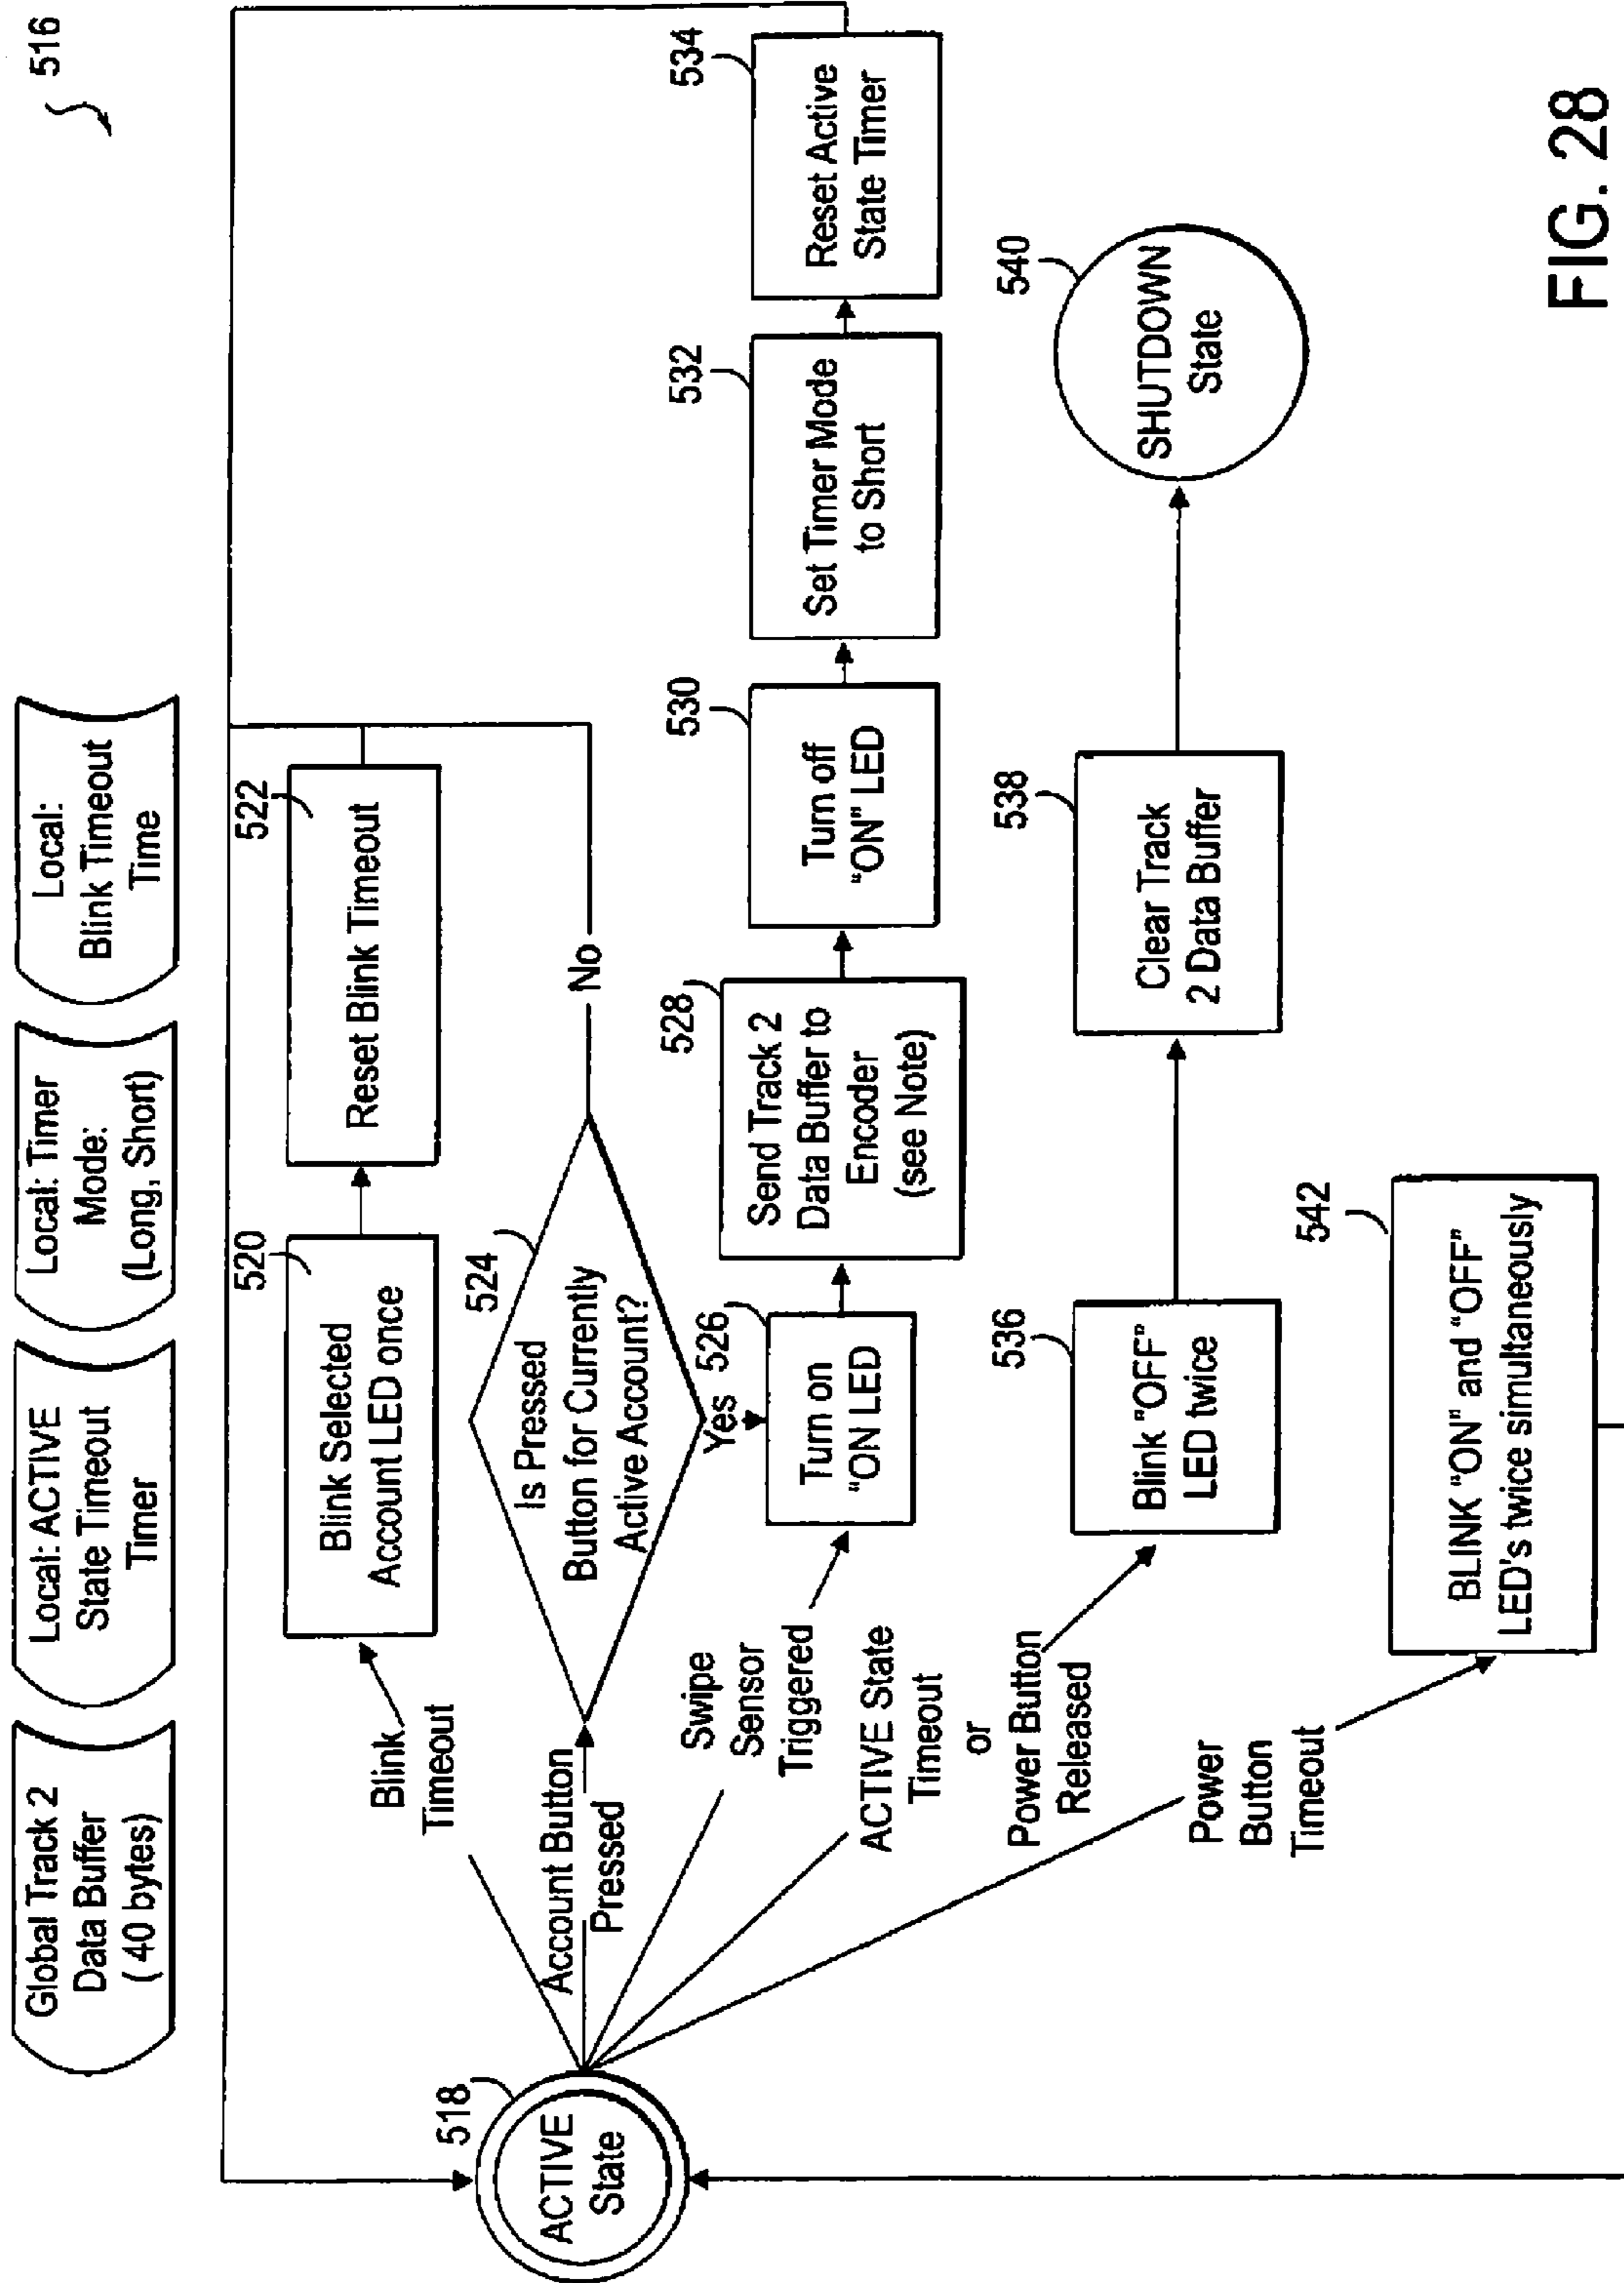 516
Global Track 2
Data Buffer
( 40 bytes)
Local: ACTIVE
State Timeout
Timer
Local: Timer
Mode:
(Long, Short)
Local:
Blink Timeout
Time
518
ACTIVE
State
Blink
Timeout
520
Blink Selected
Account LED once
522
Reset Blink Timeout
Account Button
Pressed
524
Is Pressed
Button for Currently
Active Account?
No
Yes
Swipe
Sensor
Triggered
526
Turn on
"ON LED
528
Send Track 2
Data Buffer to
Encoder
(see Note)
530
Turn off
"ON" LED
532
Set Timer Mode
to Short
534
Reset Active
State Timer
ACTIVE State
Timeout
or
Power Button
Released
536
Blink "OFF"
LED twice
538
Clear Track
2 Data Buffer
540
SHUTDOWN
State
Power
Button
Timeout
542
BLINK "ON" and "OFF"
LED's twice simultaneously
FIG. 28